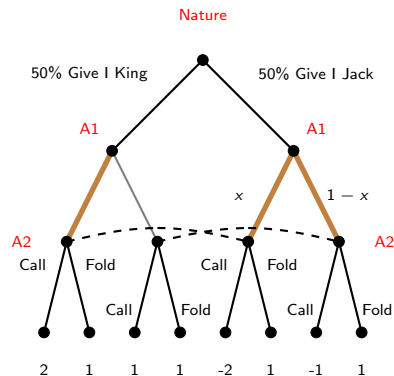 Nature
50% Give I King
50% Give I Jack
A1
A1
x
1 − x
A2
A2
Call
Fold
Call
Fold
Call
Fold
Call
Fold
2
1
1
1
-2
1
-1
1